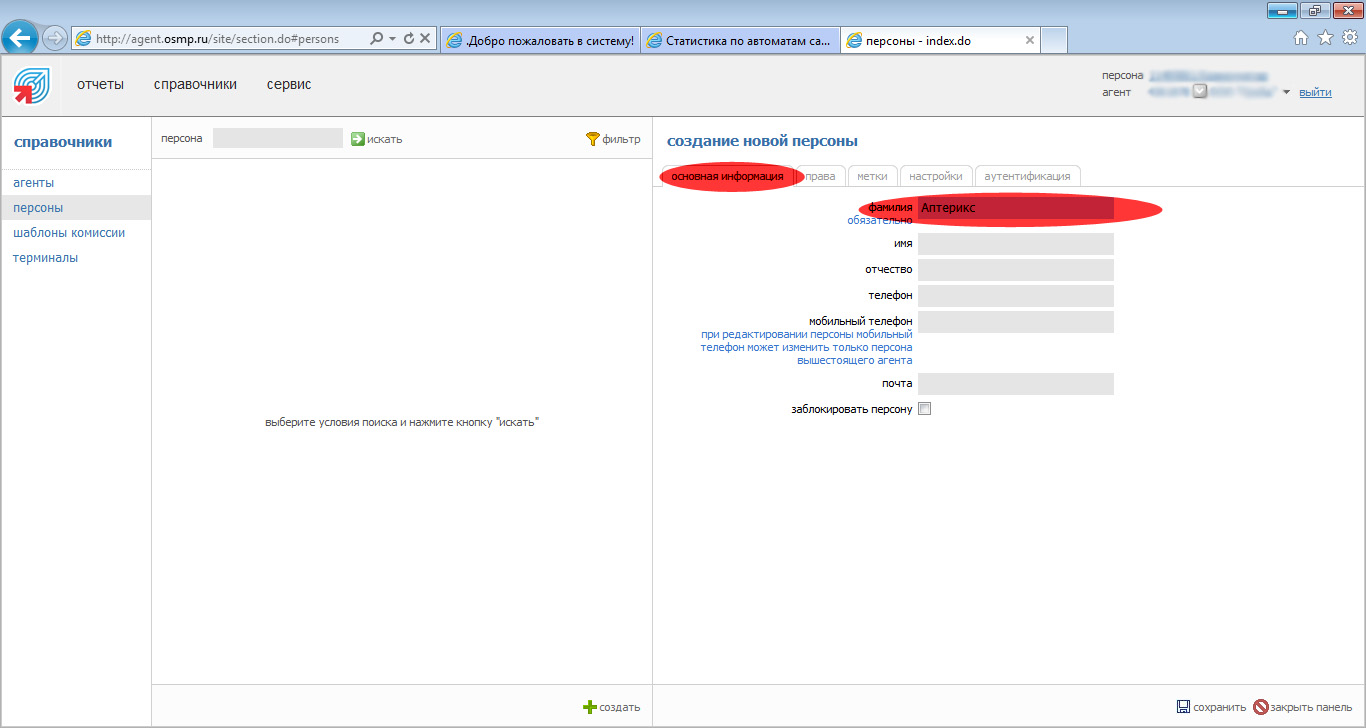 http://agent.osmp.ru/site/section.do#persons
.Добро пожаловать в систему!
Статистика по автоматам са...
персоны - index.do
отчеты
справочники
сервис
персона
агент
выйти
справочники
агенты
персоны
шаблоны комиссии
терминалы
персона
искать
фильтр
выберите условия поиска и нажмите кнопку "искать"
создать
создание новой персоны
основная информация
права
метки
настройки
аутентификация
фамилия
Аптерикс
обязательно
имя
отчество
телефон
мобильный телефон
при редактировании персоны мобильный
телефон может изменить только персона
вышестоящего агента
почта
заблокировать персону
сохранить
закрыть панель